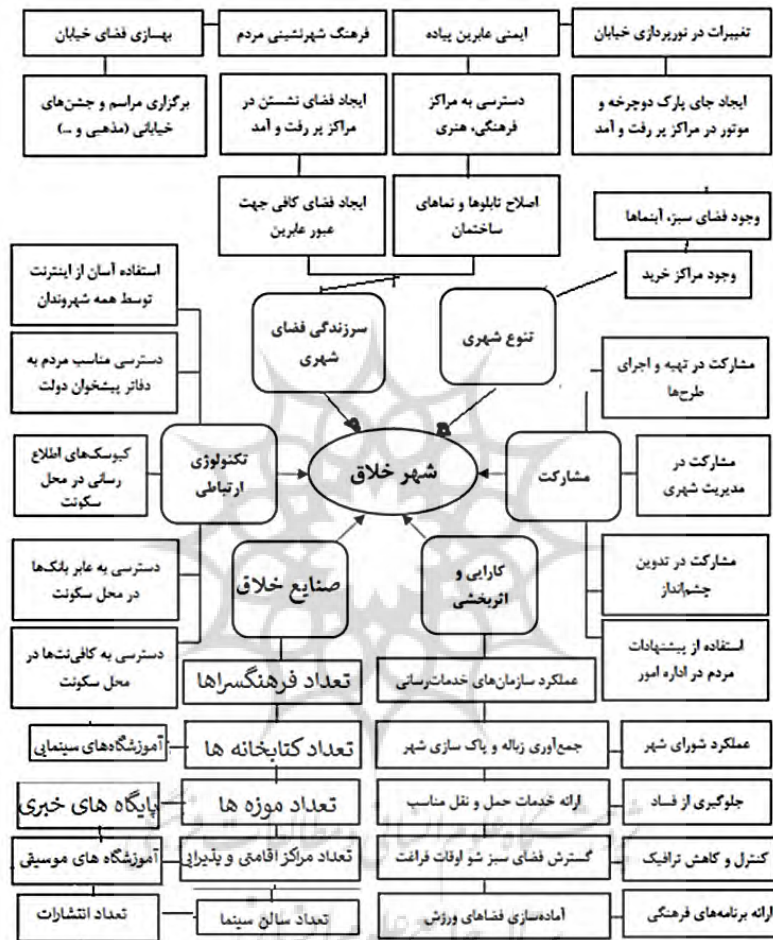 تغییرات در نورپردازی خیابان
ایمنی عابرین پیاده
فرهنگ شهرنشینی مردم
بهسازی فضای خیابان
ایجاد جای پارک دوچرخه و
موتور در مراکز پر رفت و آمد
دسترسی به مراکز
فرهنگی، هنری
ایجاد فضای نشستن در
مراکز پر رفت و آمد
برگزاری مراسم و جشن‌های
خیابانی (مذهبی و ...)
وجود فضای سبز، آبنماها
اصلاح تابلوها و نماهای
ساختمان
ایجاد فضای کافی جهت
عبور عابرین
وجود مراکز خرید
استفاده آسان از اینترنت
توسط همه شهروندان
تنوع شهری
سرزندگی فضای
شهری
مشارکت در تهیه و اجرای
طرح‌ها
دسترسی مناسب مردم به
دفاتر پیشخوان دولت
مشارکت در
مدیریت شهری
مشارکت
شهر خلاق
تکنولوژی
ارتباطی
کیوسک‌های اطلاع
رسانی در محل
سکونت
مشارکت در تدوین
چشم‌انداز
کارایی و
اثربخشی
صنایع خلاق
دسترسی به عابر بانک‌ها
در محل سکونت
استفاده از پیشنهادات
مردم در اداره امور
دسترسی به کافی‌نت‌ها در
محل سکونت
عملکرد سازمان‌های خدمات‌رسانی
تعداد فرهنگسراها
عملکرد شورای شهر
جمع‌آوری زباله و پاک سازی شهر
تعداد کتابخانه ها
آموزشگاه‌های سینمایی
جلوگیری از فساد
ارائه خدمات حمل و نقل مناسب
تعداد موزه ها
پایگاه های خبری
کنترل و کاهش ترافیک
گسترش فضای سبز شو اوقات فراغت
تعداد مراکز اقامتی و پذیرایی
آموزشگاه های موسیقی
ارائه برنامه‌های فرهنگی
آماده‌سازی فضاهای ورزش
تعداد سالن سینما
تعداد انتشارات
پژوهشگاه علوم انسانی و مطالعات فرهنگی